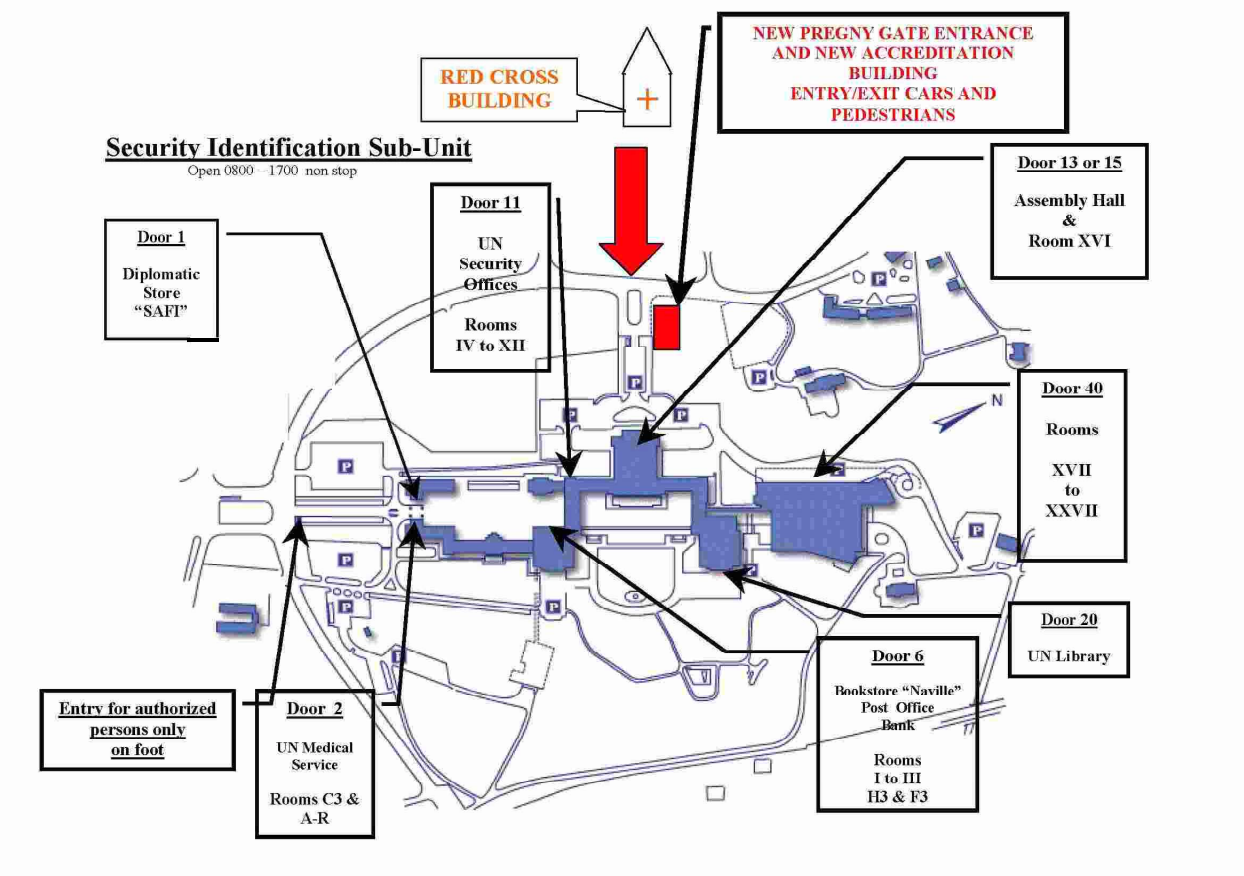 NEW PREGNY GATE ENTRANCE
AND NEW ACCREDITATION
BUILDING
ENTRY/EXIT CARS AND
PEDESTRIANS
RED CROSS
BUILDING
Security Identification Sub-Unit
Open 0800 – 1700 non stop
Door 13 or 15
Assembly Hall
&
Room XVI
Door 11
UN
Security
Offices
Rooms
IV to XII
Door 1
Diplomatic
Store
“SAFI”
Door 40
Rooms
XVII
to
XXVII
N
P
P
P
P
P
P
P
P
P
P
P
P
P
P
Door 20
UN Library
Door 6
Bookstore “Naville”
Post Office
Bank
Rooms
I to III
H3 & F3
Entry for authorized
persons only
on foot
Door 2
UN Medical
Service
Rooms C3 &
A-R